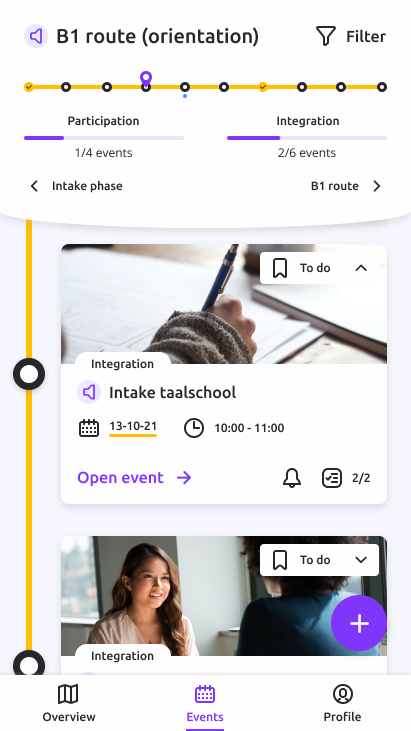 B1 route (orientation)
Filter
Participation
Integration
1/4 events
2/6 events
Intake phase
B1 route
To do
Integration
Intake taalschool
13-10-21
10:00 - 11:00
Open event
2/2
To do
Integration
Overview
Events
Profile